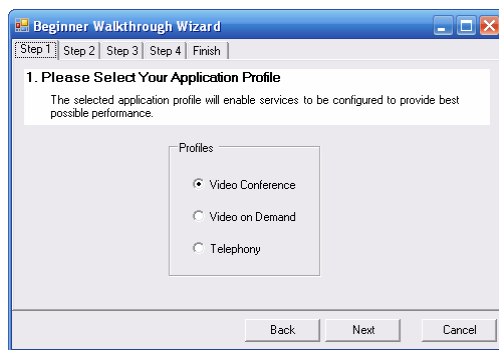 Beginner Walkthrough Wizard
Step 1 Step 2 Step 3 Step 4 Finish
1. Please Select Your Application Profile
The selected application profile will enable services to be configured to provide best
possible performance.
Profiles
Video Conference
Video on Demand
Telephony
Back Next Cancel